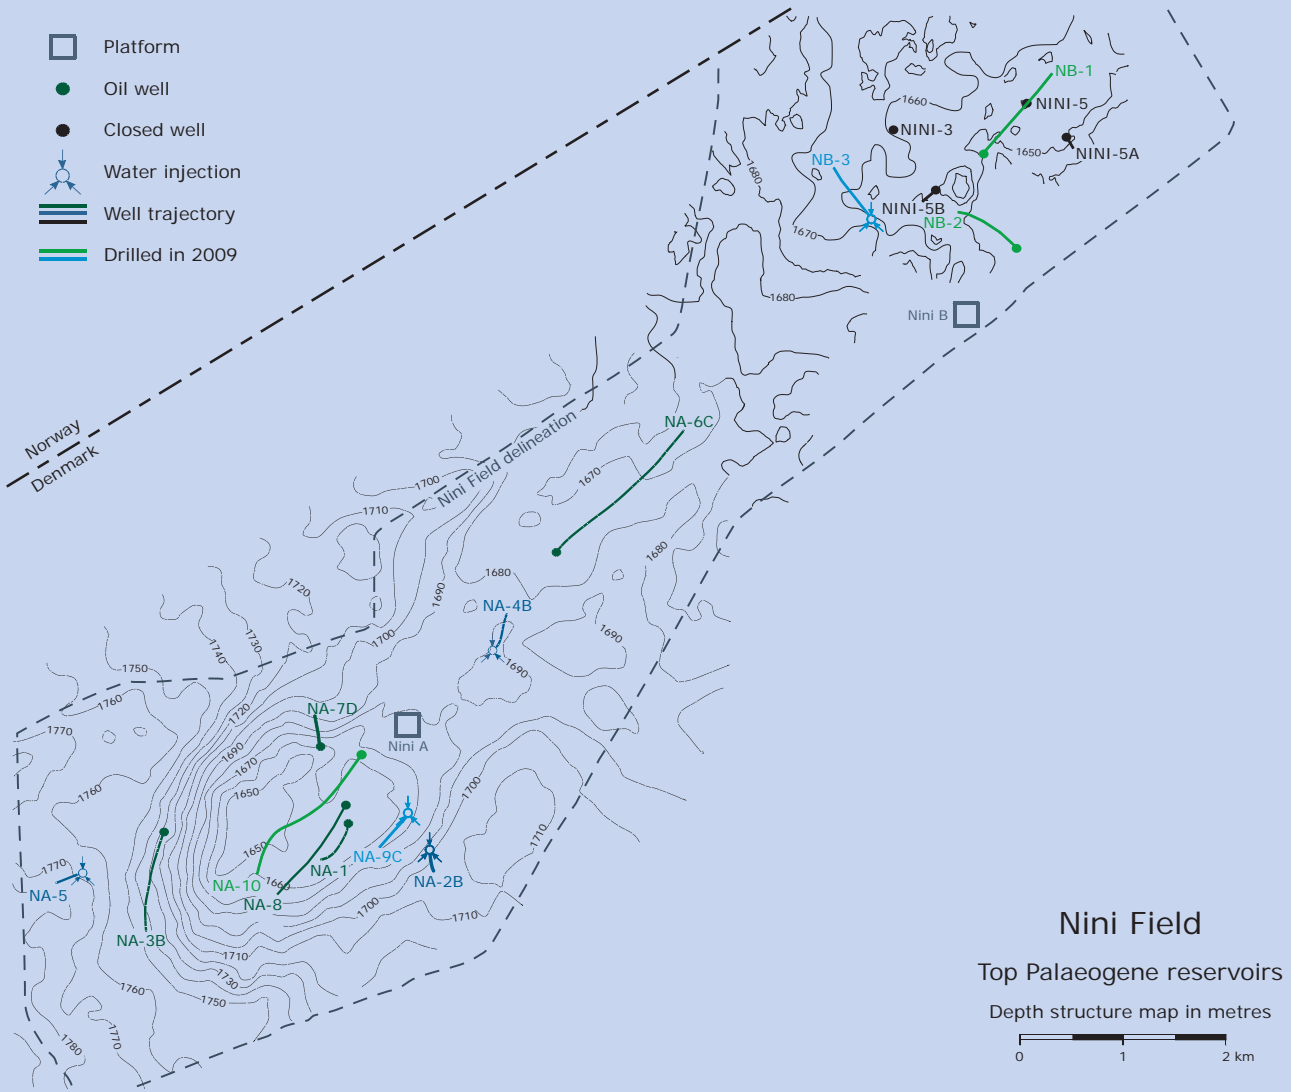 Platform
Oil well
Closed well
Water injection
Well trajectory
Drilled in 2009
Norway
Denmark
Nini Field delineation
NB-1
1660
NINI-5
NINI-3
1650
NINI-5A
NB-3
1680
NINI-5B
NB-2
1670
1680
Nini B
NA-6C
1670
1700
1710
1680
1680
1720
1690
NA-4B
1690
1690
1700
1730
1740
1750
1760
1770
1720
NA-7D
Nini A
1690
1670
1650
1700
1760
1710
1650
NA-9C
NA-1
1660
NA-10
NA-8
NA-2B
1770
NA-5
1700
1710
NA-3B
1710
1730
1760
1750
1770
1780
Nini Field
Top Palaeogene reservoirs
Depth structure map in metres
0 1 2 km